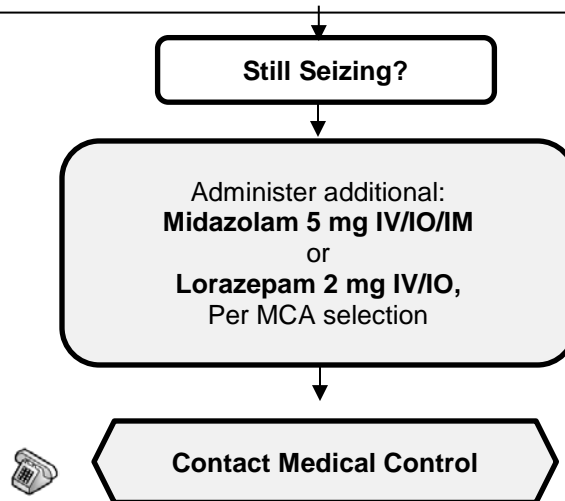 Still Seizing?
Administer additional:
Midazolam 5 mg IV/IO/IM
or
Lorazepam 2 mg IV/IO,
Per MCA selection
Contact Medical Control